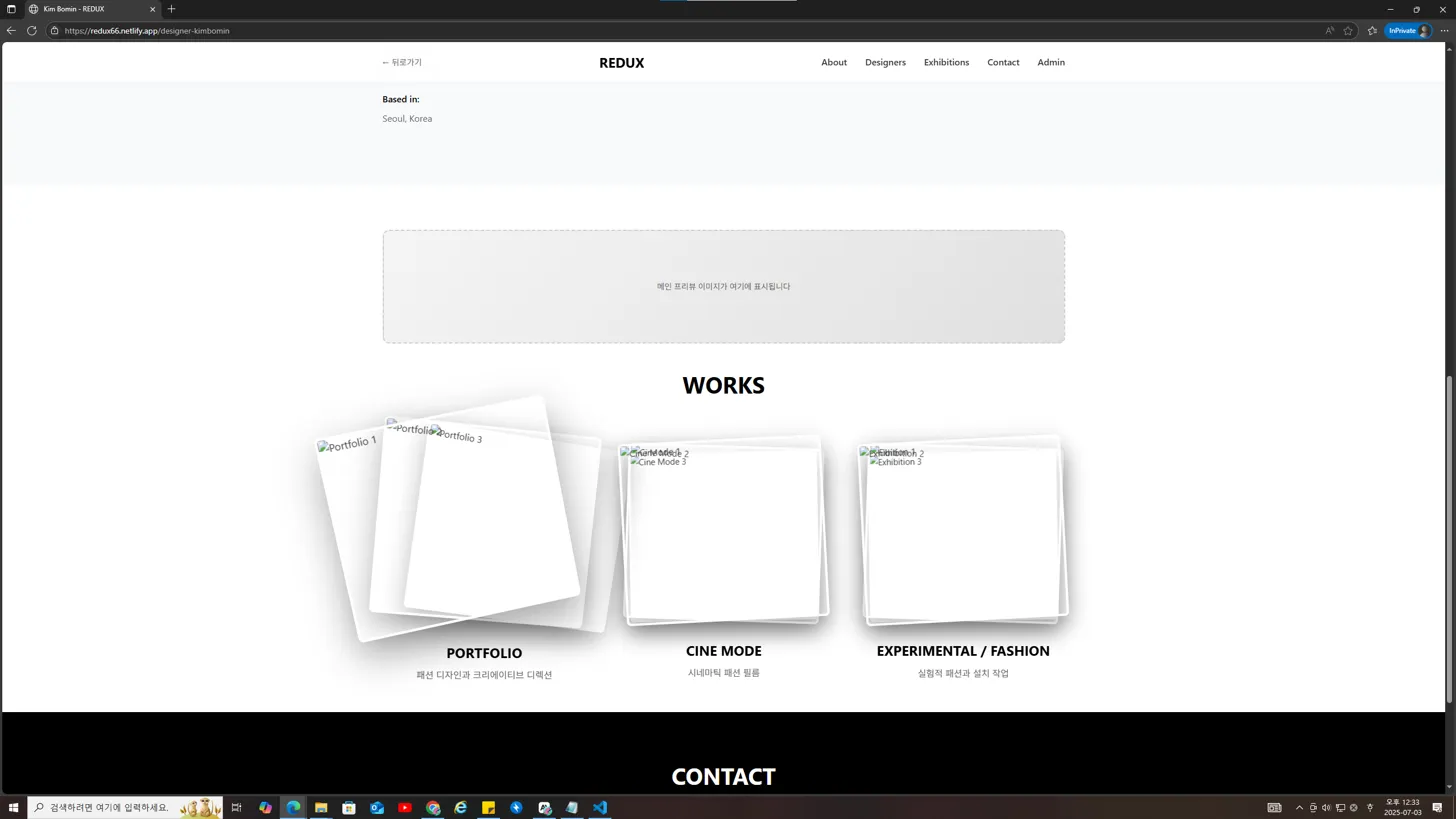 Kim Bomin - REDUX
https://redux66.netlify.app/designer-kimbomin
InPrivate
← 뒤로가기
REDUX
About
Designers
Exhibitions
Contact
Admin
Based in:
Seoul, Korea
메인 프리뷰 이미지가 여기에 표시됩니다
WORKS
Portfolio 1
Portfolio 2
Portfolio 3
Cine Mode 1
Cine Mode 2
Cine Mode 3
Exhibition 1
Exhibition 2
Exhibition 3
PORTFOLIO
패션 디자인과 크리에이티브 디렉션
CINE MODE
시네마틱 패션 필름
EXPERIMENTAL / FASHION
실험적 패션과 설치 작업
CONTACT
검색하려면 여기에 입력하세요.
오후 12:33
2025-07-03